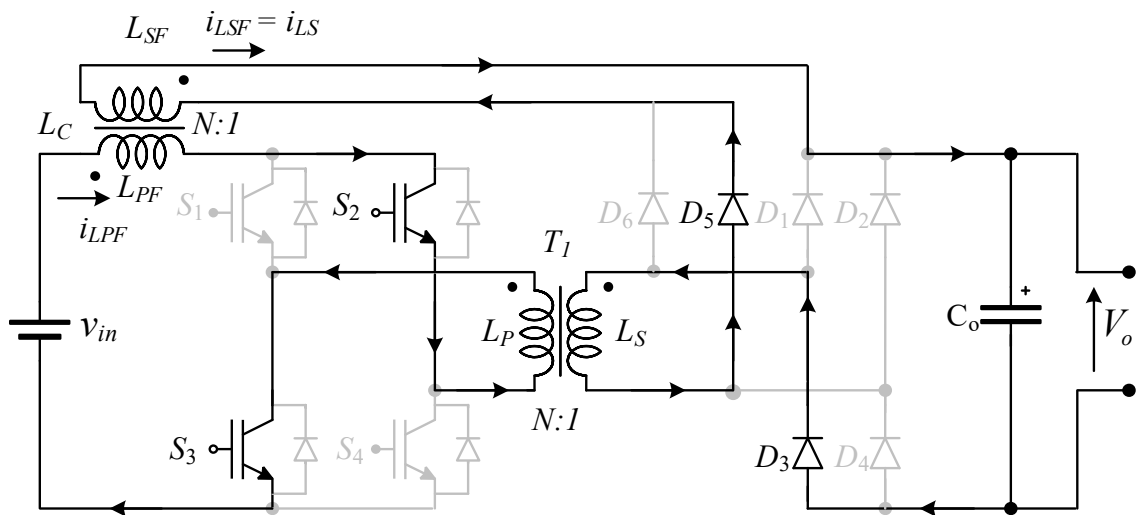 L_SF
i_LSF = i_LS
L_C
N:1
L_PF
i_LPF
S_1
S_2
D_6
D_5
D_1
D_2
T_1
v_in
L_P
L_S
C_o
+
V_o
S_3
S_4
N:1
D_3
D_4